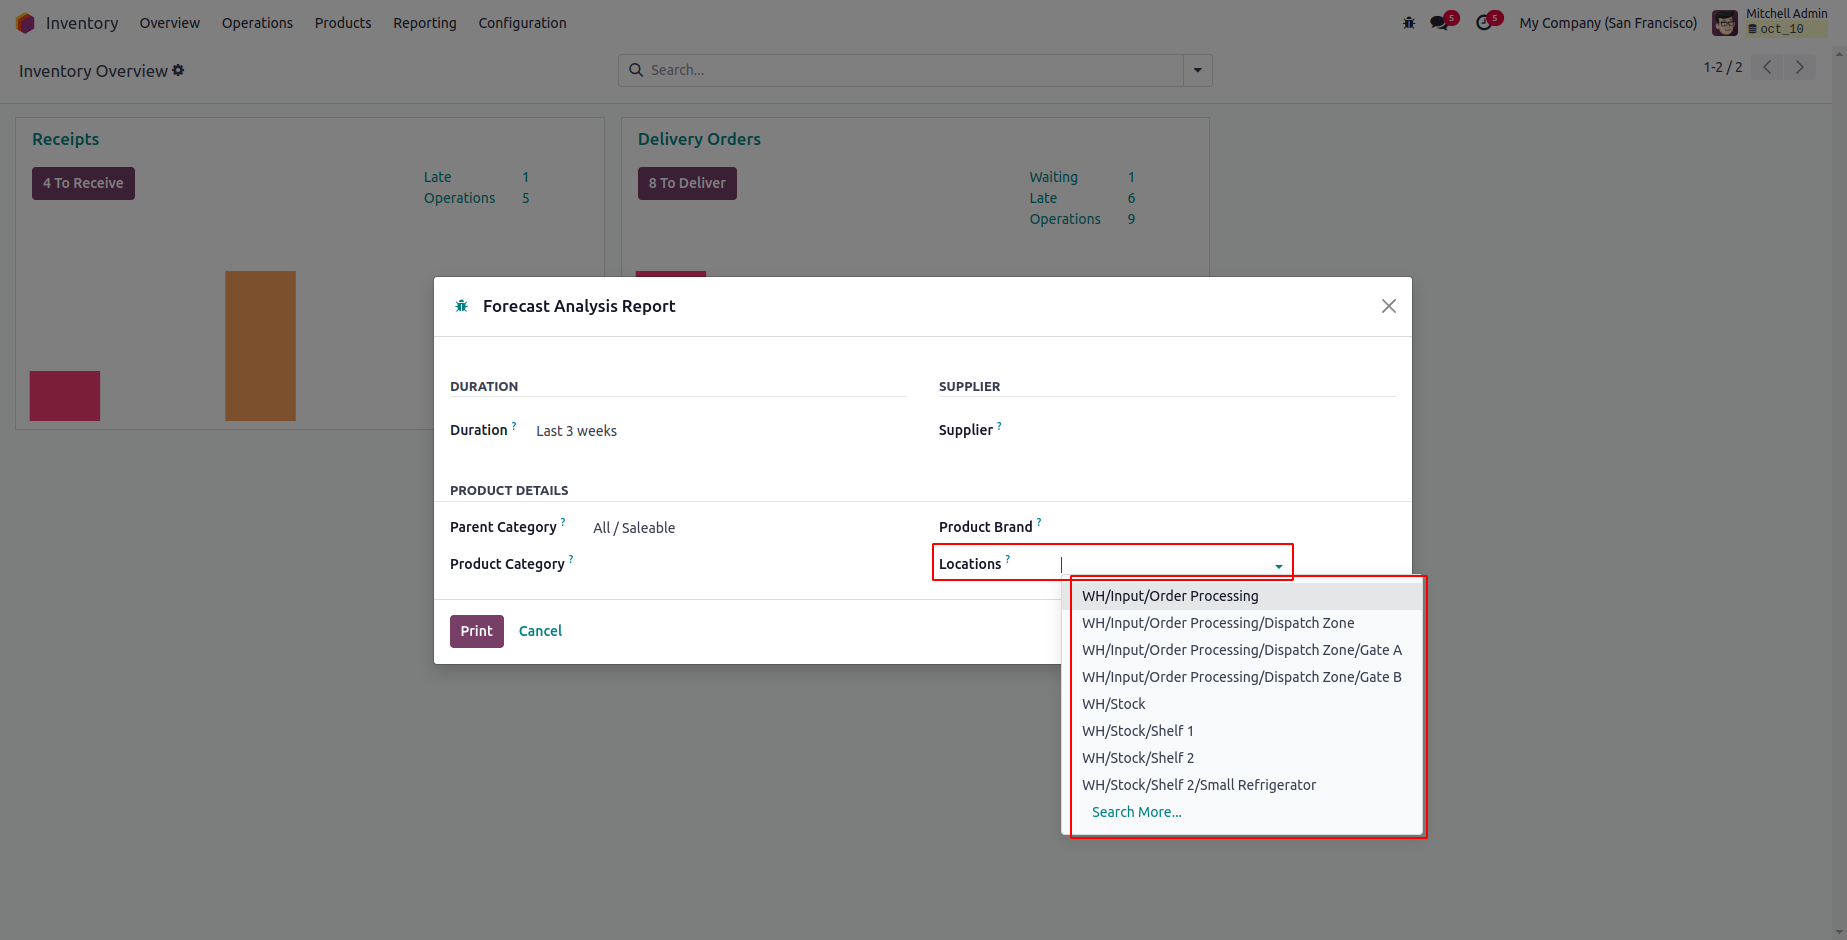 Inventory Overview Operations Products Reporting Configuration 5 5 My Company (San Francisco) Mitchell Admin
oct_10
Inventory Overview Search... 1-2 / 2
Receipts
4 To Receive
Late 1
Operations 5
Delivery Orders
8 To Deliver
Waiting 1
Late 6
Operations 9
Forecast Analysis Report
DURATION
Duration ? Last 3 weeks
SUPPLIER
Supplier ?
PRODUCT DETAILS
Parent Category ? All / Saleable
Product Category ?
Product Brand ?
Locations ?
WH/Input/Order Processing
WH/Input/Order Processing/Dispatch Zone
WH/Input/Order Processing/Dispatch Zone/Gate A
WH/Input/Order Processing/Dispatch Zone/Gate B
WH/Stock
WH/Stock/Shelf 1
WH/Stock/Shelf 2
WH/Stock/Shelf 2/Small Refrigerator
Search More...
Print Cancel